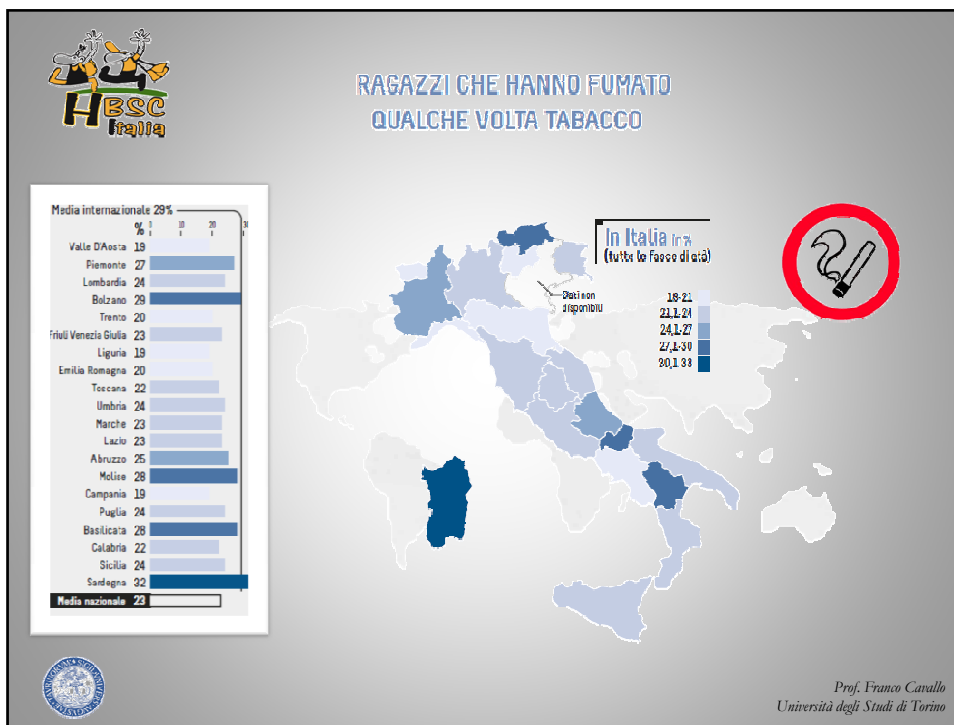 HBSC
Italia
RAGAZZI CHE HANNO FUMATO
QUALCHE VOLTA TABACCO
Media internazionale 29%
%
10
20
Valle D'Aosta 19
Piemonte 27
Lombardia 24
Bolzano 29
Trento 20
Friuli Venezia Giulia 23
Liguria 19
Emilia Romagna 20
Toscana 22
Umbria 24
Marche 23
Lazio 23
Abruzzo 25
Molise 28
Campania 19
Puglia 24
Basilicata 28
Calabria 22
Sicilia 24
Sardegna 32
Media nazionale 23
In Italia in %
(tutte le fasce di età)
Dati non
disponibili
18-21
21,1-24
24,1-27
27,1-30
30,1-33
Prof. Franco Cavallo
Università degli Studi di Torino